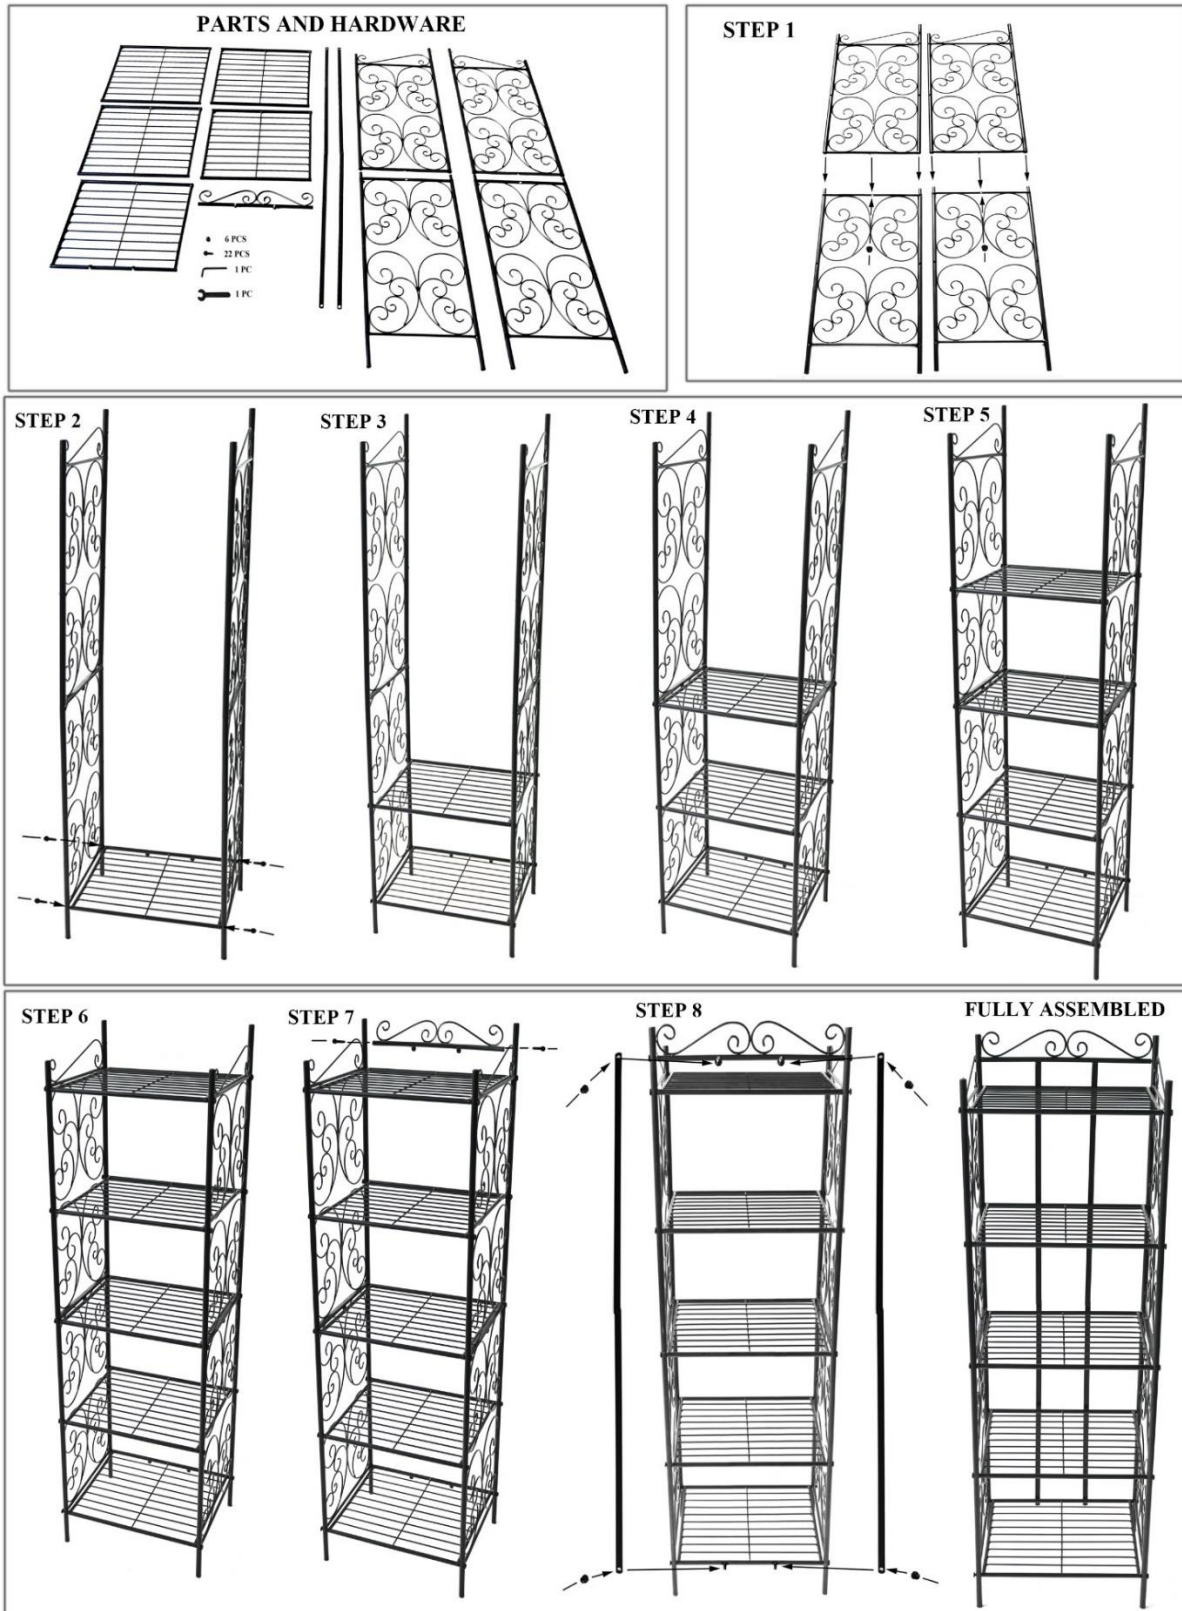 PARTS AND HARDWARE
6 PCS
22 PCS
1 PC
1 PC
STEP 1
STEP 2
STEP 3
STEP 4
STEP 5
STEP 6
STEP 7
STEP 8
FULLY ASSEMBLED